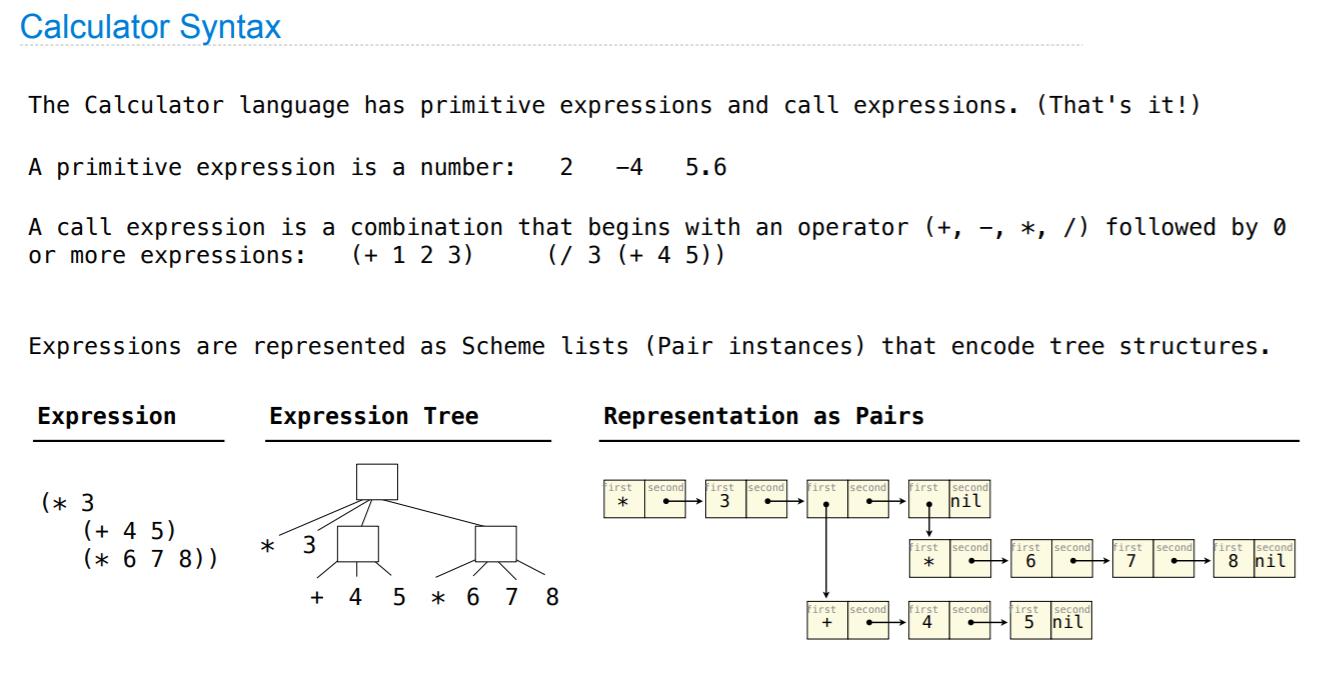 Calculator Syntax
The Calculator language has primitive expressions and call expressions. (That's it!)
A primitive expression is a number:   2   −4   5.6
A call expression is a combination that begins with an operator (+, −, *, /) followed by 0
or more expressions:   (+ 1 2 3)     (/ 3 (+ 4 5))
Expressions are represented as Scheme lists (Pair instances) that encode tree structures.
Expression
(* 3
(+ 4 5)
(* 6 7 8))
Expression Tree
* 3
+ 4 5 * 6 7 8
Representation as Pairs
first second first second first second first second
* 3 nil
first second first second first second first second
* 6 7 8 nil
first second first second first second
+ 4 5 nil